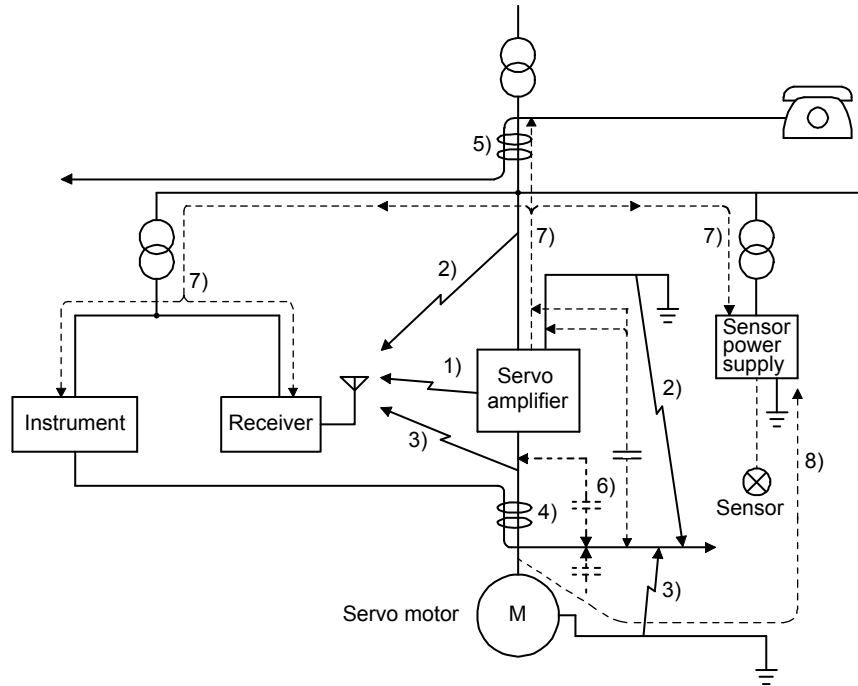 5)
7)
7)
7)
2)
Sensor
power
supply
1)
Servo
amplifier
2)
Instrument
Receiver
3)
8)
6)
4)
Sensor
3)
Servo motor
M